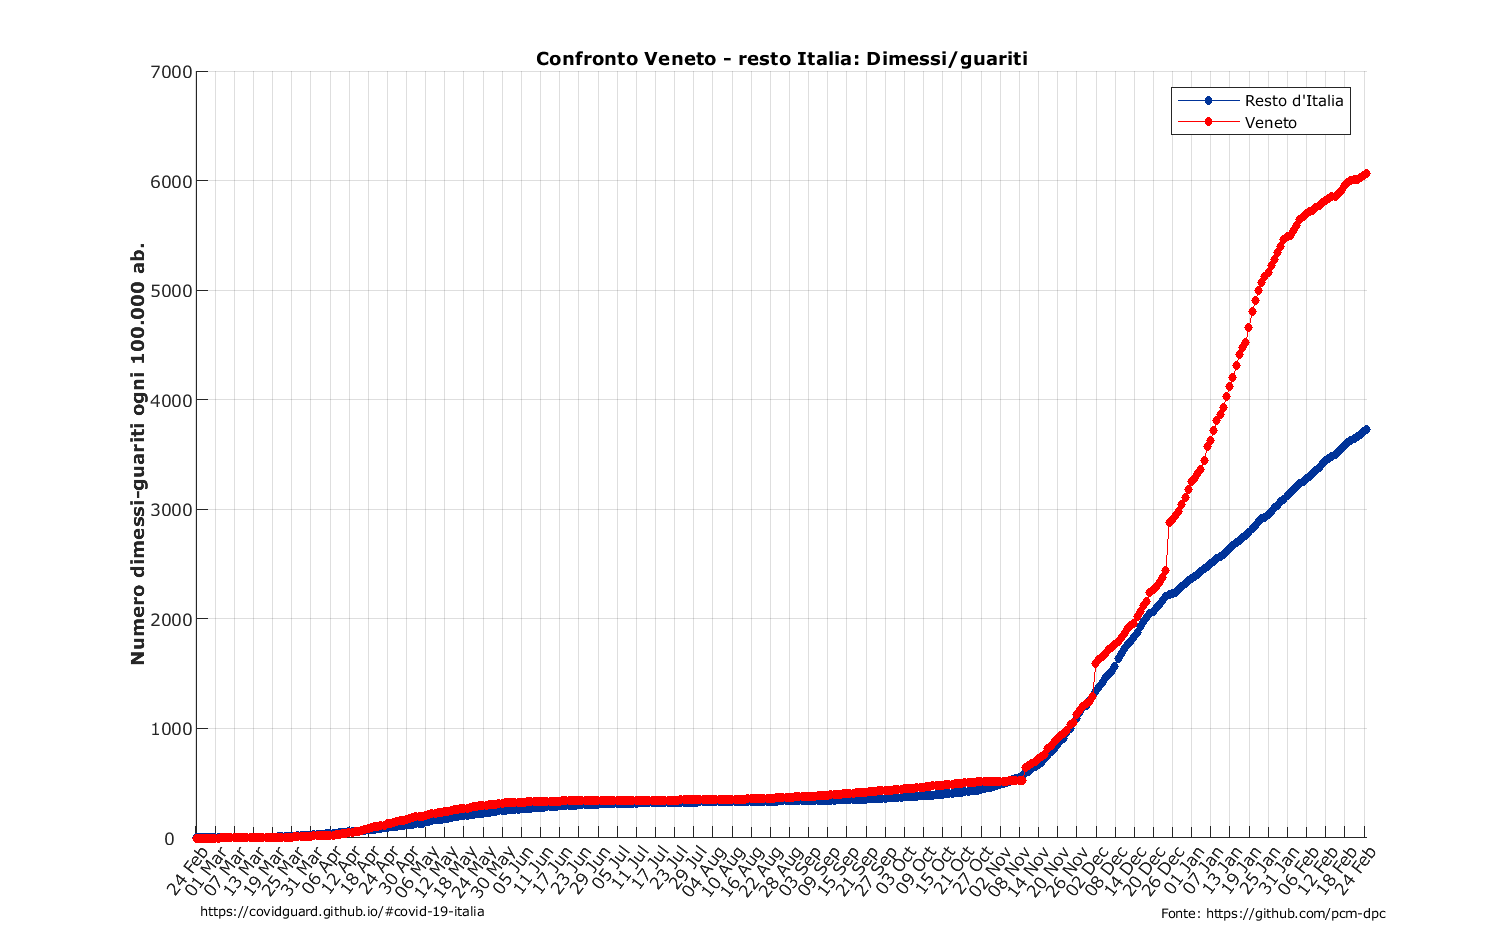 Confronto Veneto - resto Italia: Dimessi/guariti
Resto d'Italia
Veneto
Numero dimessi-guariti ogni 100.000 ab.
7000
6000
5000
4000
3000
2000
1000
0
24 Feb
01 Mar
07 Mar
13 Mar
19 Mar
25 Mar
31 Mar
06 Apr
12 Apr
18 Apr
24 Apr
30 Apr
06 May
12 May
18 May
24 May
30 May
05 Jun
11 Jun
17 Jun
23 Jun
29 Jun
05 Jul
11 Jul
17 Jul
23 Jul
29 Jul
04 Aug
10 Aug
16 Aug
22 Aug
28 Aug
03 Sep
09 Sep
15 Sep
21 Sep
27 Sep
03 Oct
09 Oct
15 Oct
21 Oct
27 Oct
02 Nov
08 Nov
14 Nov
20 Nov
26 Nov
02 Dec
08 Dec
14 Dec
20 Dec
26 Dec
01 Jan
07 Jan
13 Jan
19 Jan
25 Jan
31 Jan
06 Feb
12 Feb
18 Feb
24 Feb
https://covidguard.github.io/#covid-19-italia
Fonte: https://github.com/pcm-dpc